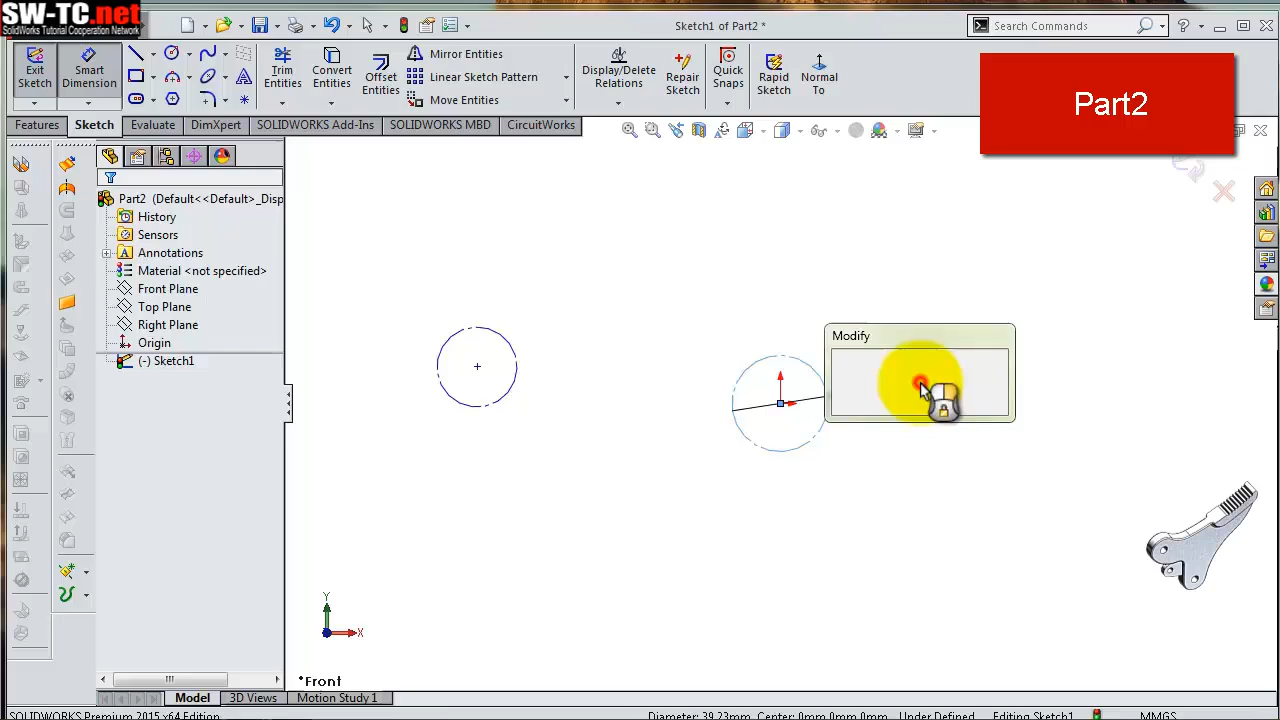 SW-TC.net
SolidWorks Tutorial Cooperation Network
Sketch1 of Part2 *
Search Commands
Exit Sketch
Smart Dimension
Trim Entities
Convert Entities
Offset Entities
Mirror Entities
Linear Sketch Pattern
Move Entities
Display/Delete Relations
Repair Sketch
Quick Snaps
Rapid Sketch
Normal To
Part2
Features
Sketch
Evaluate
DimXpert
SOLIDWORKS Add-Ins
SOLIDWORKS MBD
CircuitWorks
Part2 (Default<<Default>_Disp
History
Sensors
A Annotations
Material <not specified>
Front Plane
Top Plane
Right Plane
Origin
(-) Sketch1
Modify
Y
X
*Front
Model
3D Views
Motion Study 1
SOLIDWORKS Premium 2015 x64 Edition
Diameter: 39.23mm
Center: 0mm 0mm 0mm
Under Defined
Editing Sketch1
MMGS